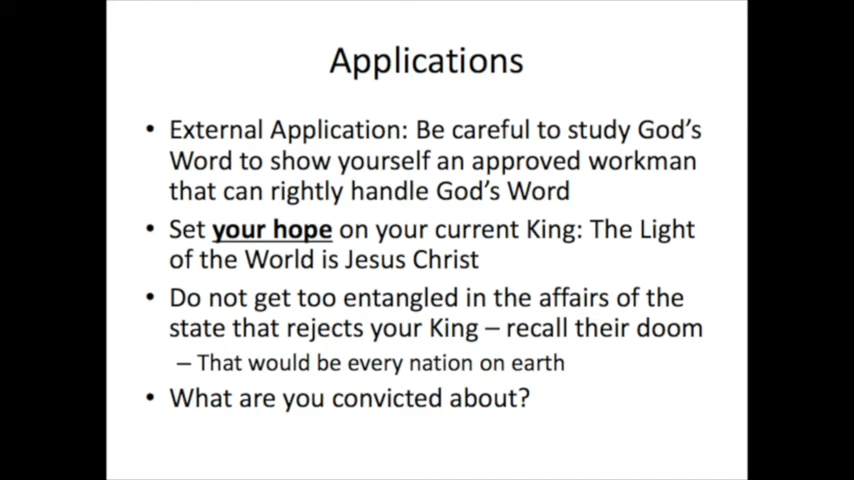 Applications
• External Application: Be careful to study God's
Word to show yourself an approved workman
that can rightly handle God's Word
• Set your hope on your current King: The Light
of the World is Jesus Christ
• Do not get too entangled in the affairs of the
state that rejects your King – recall their doom
– That would be every nation on earth
• What are you convicted about?